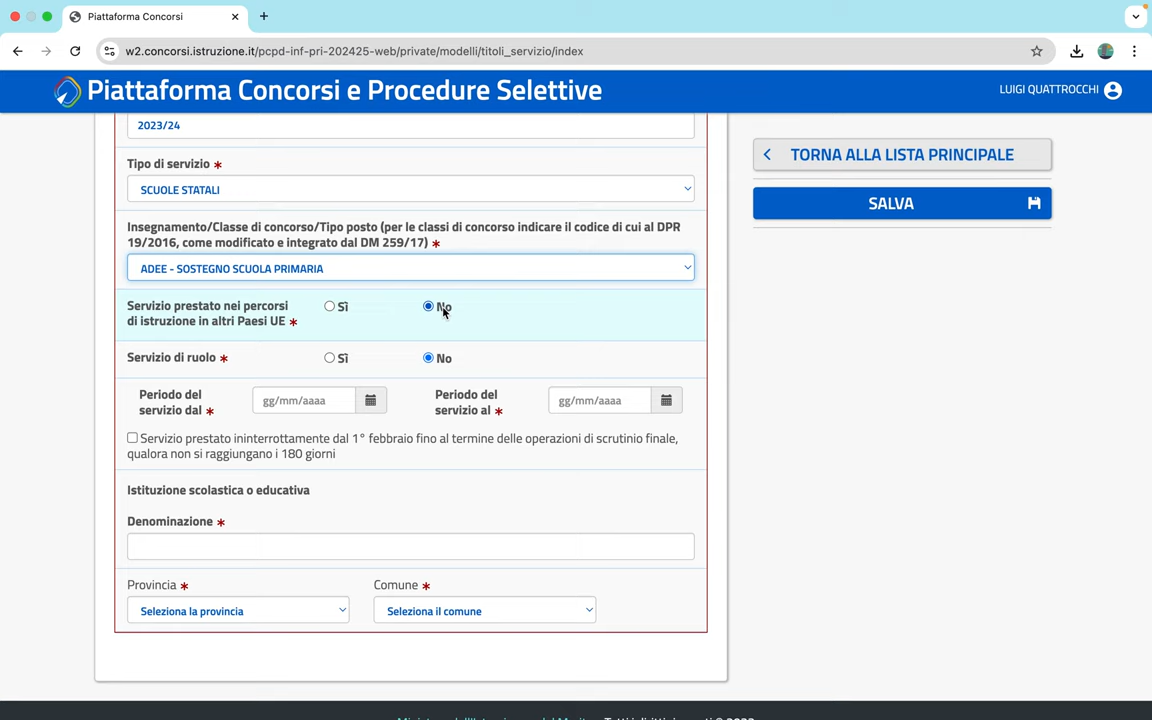 Piattaforma Concorsi
w2.concorsi.istruzione.it/pcpd-inf-pri-202425-web/private/modelli/titoli_servizio/index
Piattaforma Concorsi e Procedure Selettive
LUIGI QUATTROCCHI
2023/24
TORNA ALLA LISTA PRINCIPALE
Tipo di servizio *
SCUOLE STATALI
SALVA
Insegnamento/Classe di concorso/Tipo posto (per le classi di concorso indicare il codice di cui al DPR
19/2016, come modificato e integrato dal DM 259/17) *
ADEE - SOSTEGNO SCUOLA PRIMARIA
Servizio prestato nei percorsi
di istruzione in altri Paesi UE *
Sì
No
Servizio di ruolo *
Sì
No
Periodo del
servizio dal *
gg/mm/aaaa
Periodo del
servizio al *
gg/mm/aaaa
Servizio prestato ininterrottamente dal 1° febbraio fino al termine delle operazioni di scrutinio finale,
qualora non si raggiungano i 180 giorni
Istituzione scolastica o educativa
Denominazione *
Provincia *
Comune *
Seleziona la provincia
Seleziona il comune